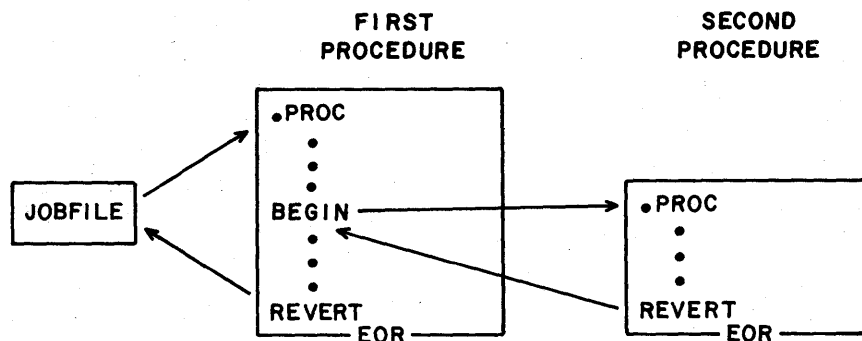 FIRST
PROCEDURE
SECOND
PROCEDURE
JOBFILE
.PROC
BEGIN
REVERT
EOR
.PROC
REVERT
EOR